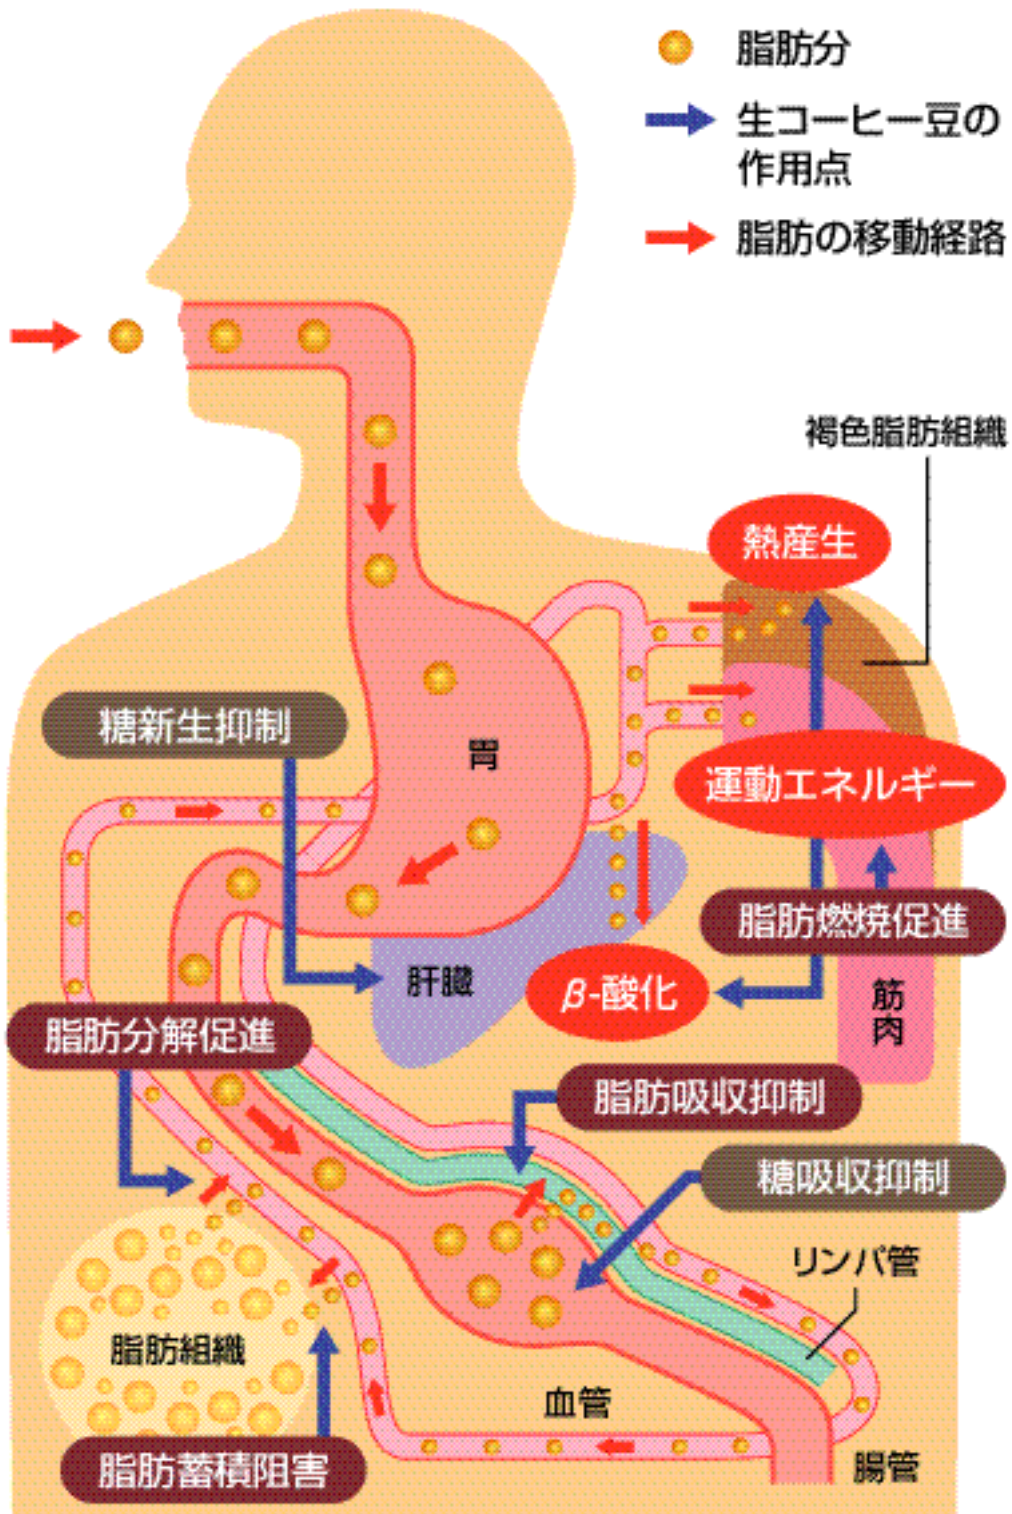 脂肪分
生コーヒー豆の
作用点
脂肪の移動経路
褐色脂肪組織
熱産生
糖新生抑制
胃
運動エネルギー
脂肪燃焼促進
肝臓
β-酸化
筋
肉
脂肪分解促進
脂肪吸収抑制
糖吸収抑制
リンパ管
脂肪組織
血管
脂肪蓄積阻害
腸管